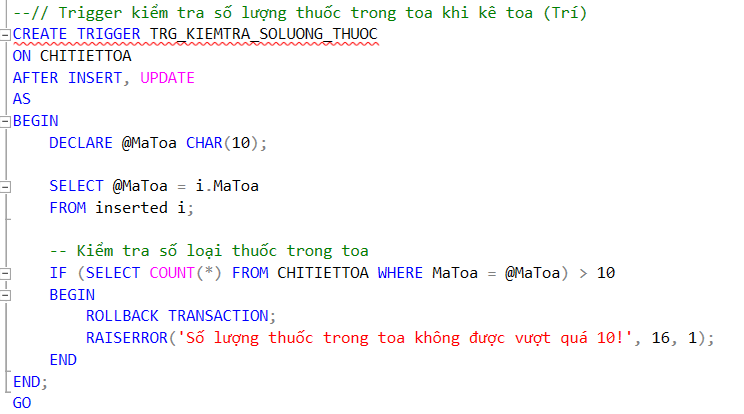 --// Trigger kiểm tra số lượng thuốc trong toa khi kê toa (Trí)
CREATE TRIGGER TRG_KIEMTRA_SOLUONG_THUOC
ON CHITIETTOA
AFTER INSERT, UPDATE
AS
BEGIN
    DECLARE @MaToa CHAR(10);
    SELECT @MaToa = i.MaToa
    FROM inserted i;
    -- Kiểm tra số loại thuốc trong toa
    IF (SELECT COUNT(*) FROM CHITIETTOA WHERE MaToa = @MaToa) > 10
    BEGIN
        ROLLBACK TRANSACTION;
        RAISERROR('Số lượng thuốc trong toa không được vượt quá 10!', 16, 1);
    END
END;
GO